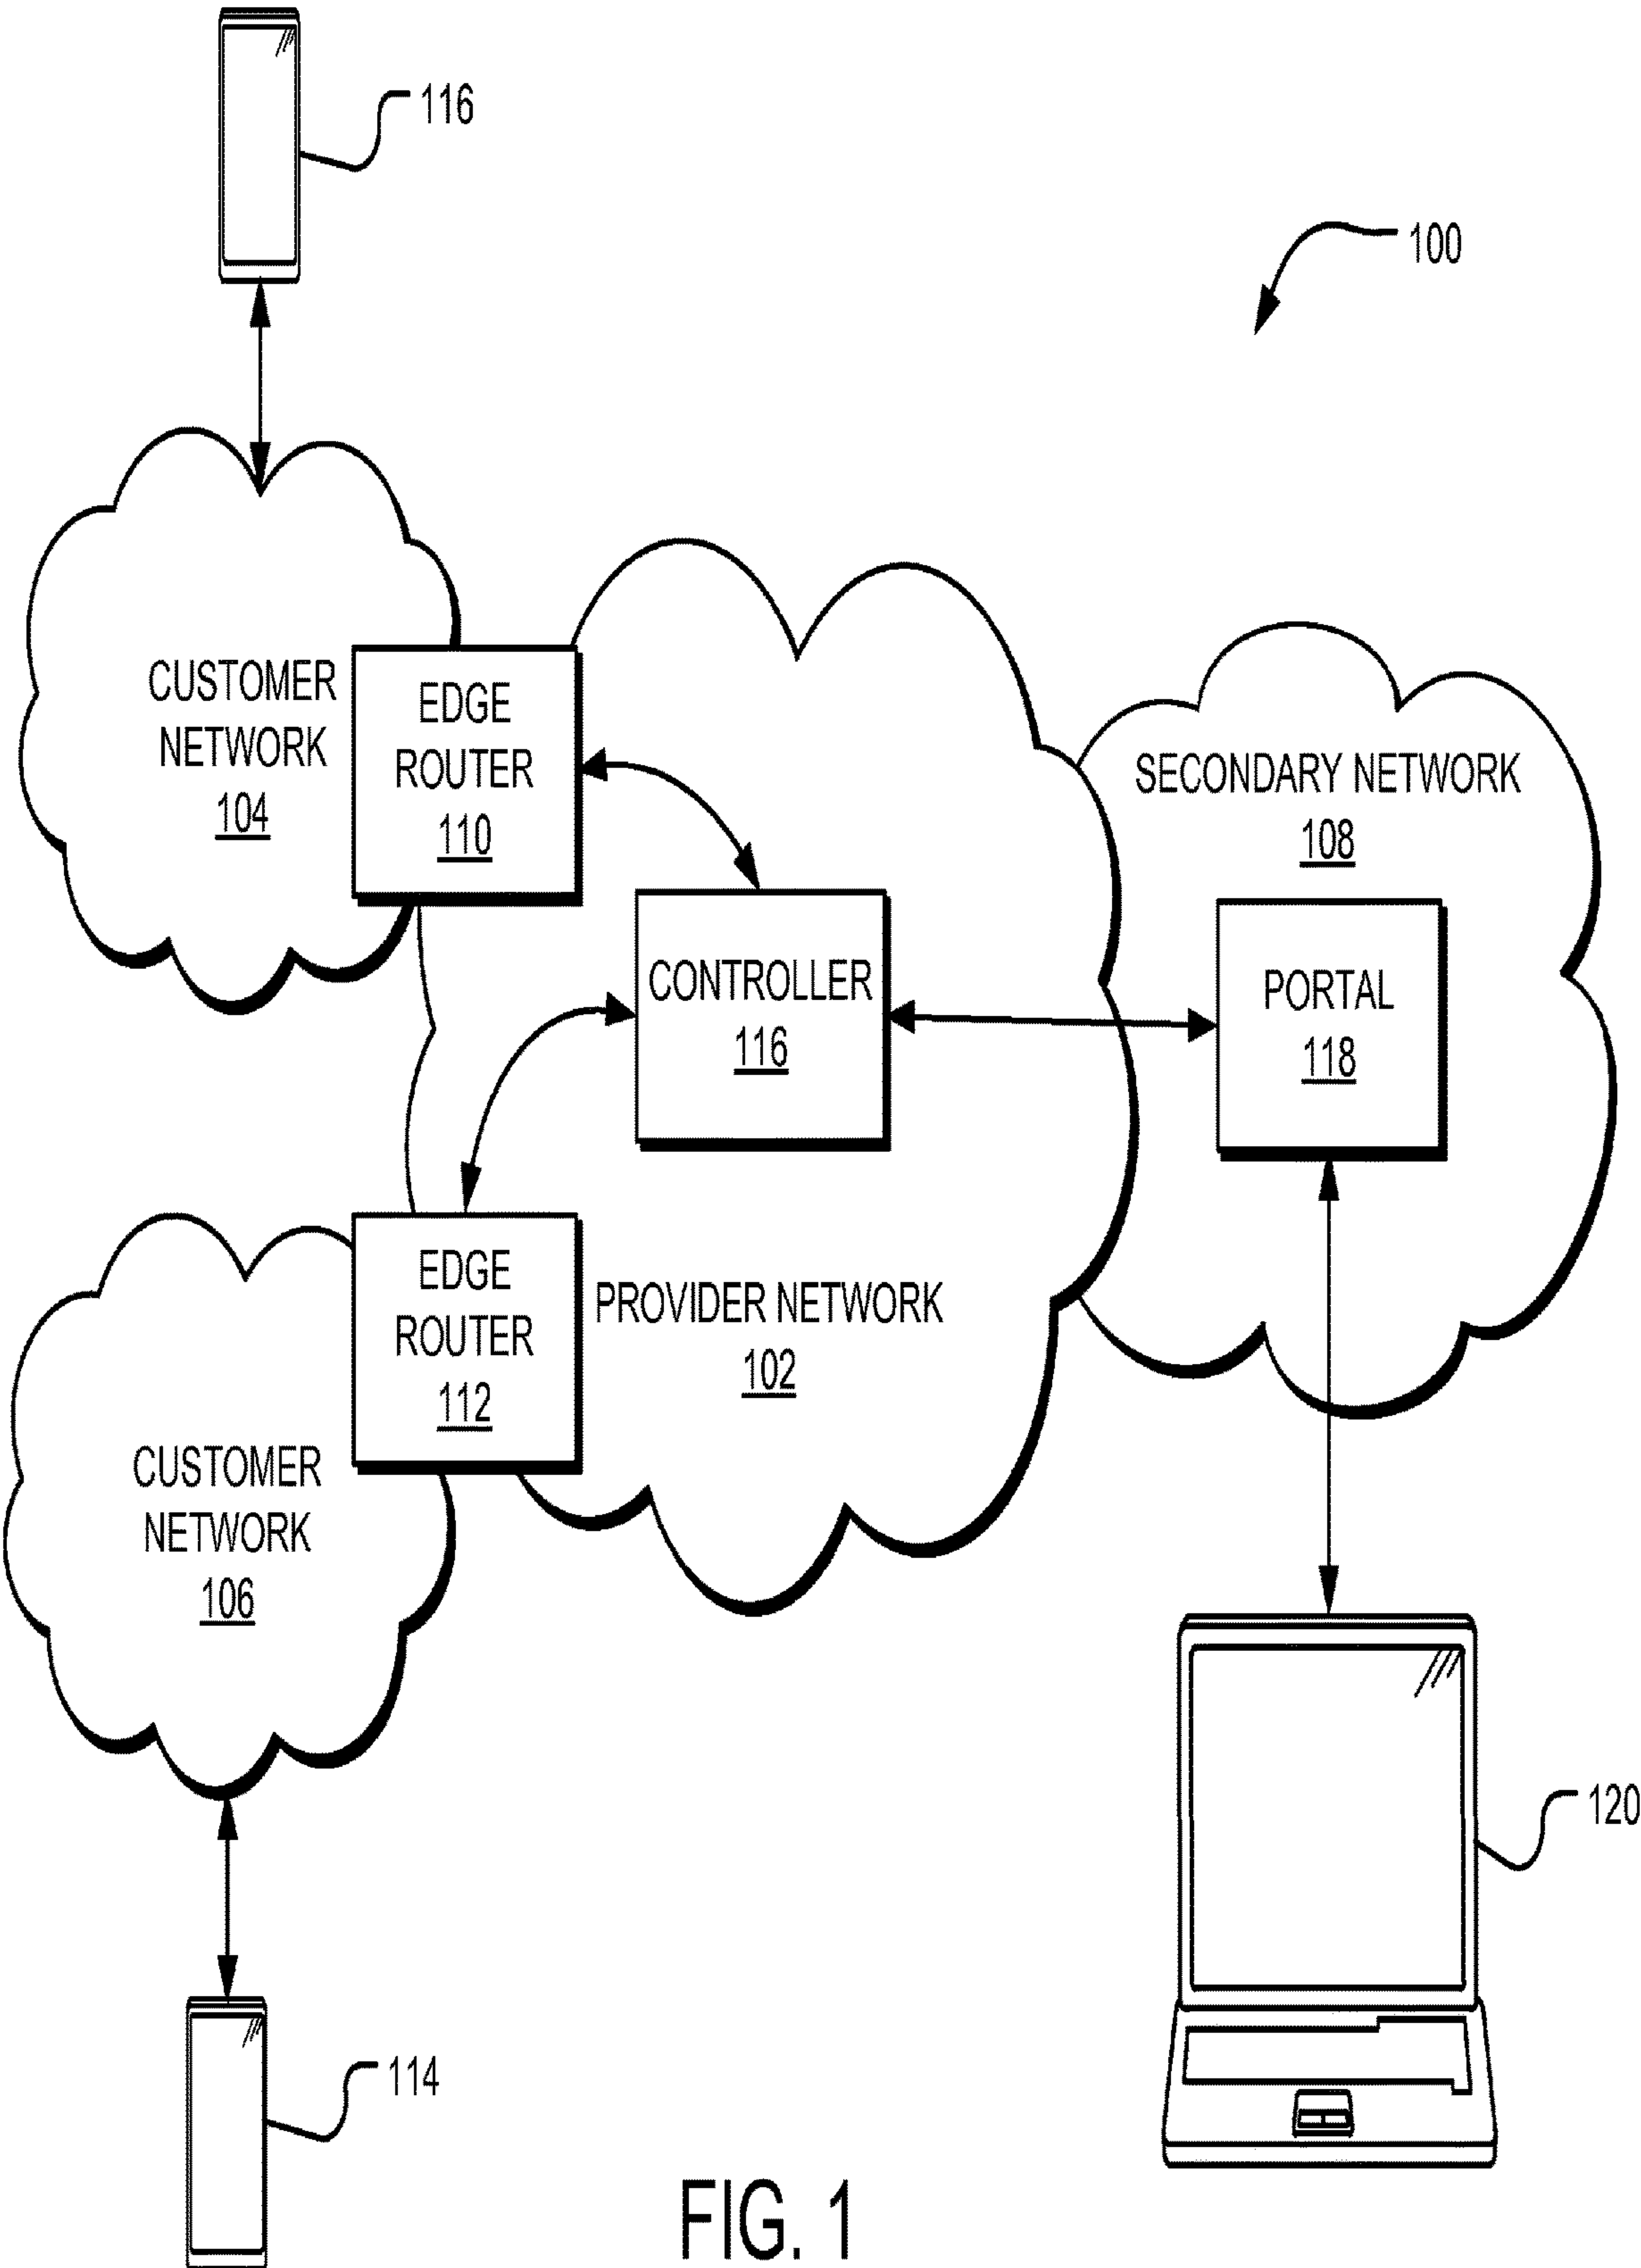 116
100
CUSTOMER
NETWORK
104
EDGE
ROUTER
110
SECONDARY NETWORK
108
CONTROLLER
116
PORTAL
118
EDGE
ROUTER
112
PROVIDER NETWORK
102
CUSTOMER
NETWORK
106
120
114
FIG. 1